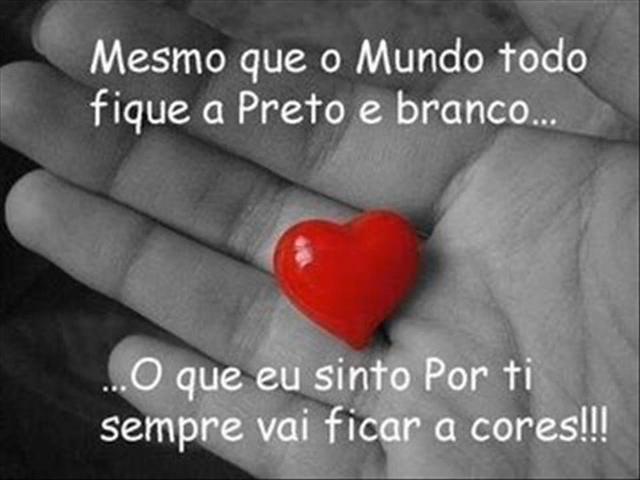 Mesmo que o Mundo todo
fique a Preto e branco...
...O que eu sinto Por ti
sempre vai ficar a cores!!!